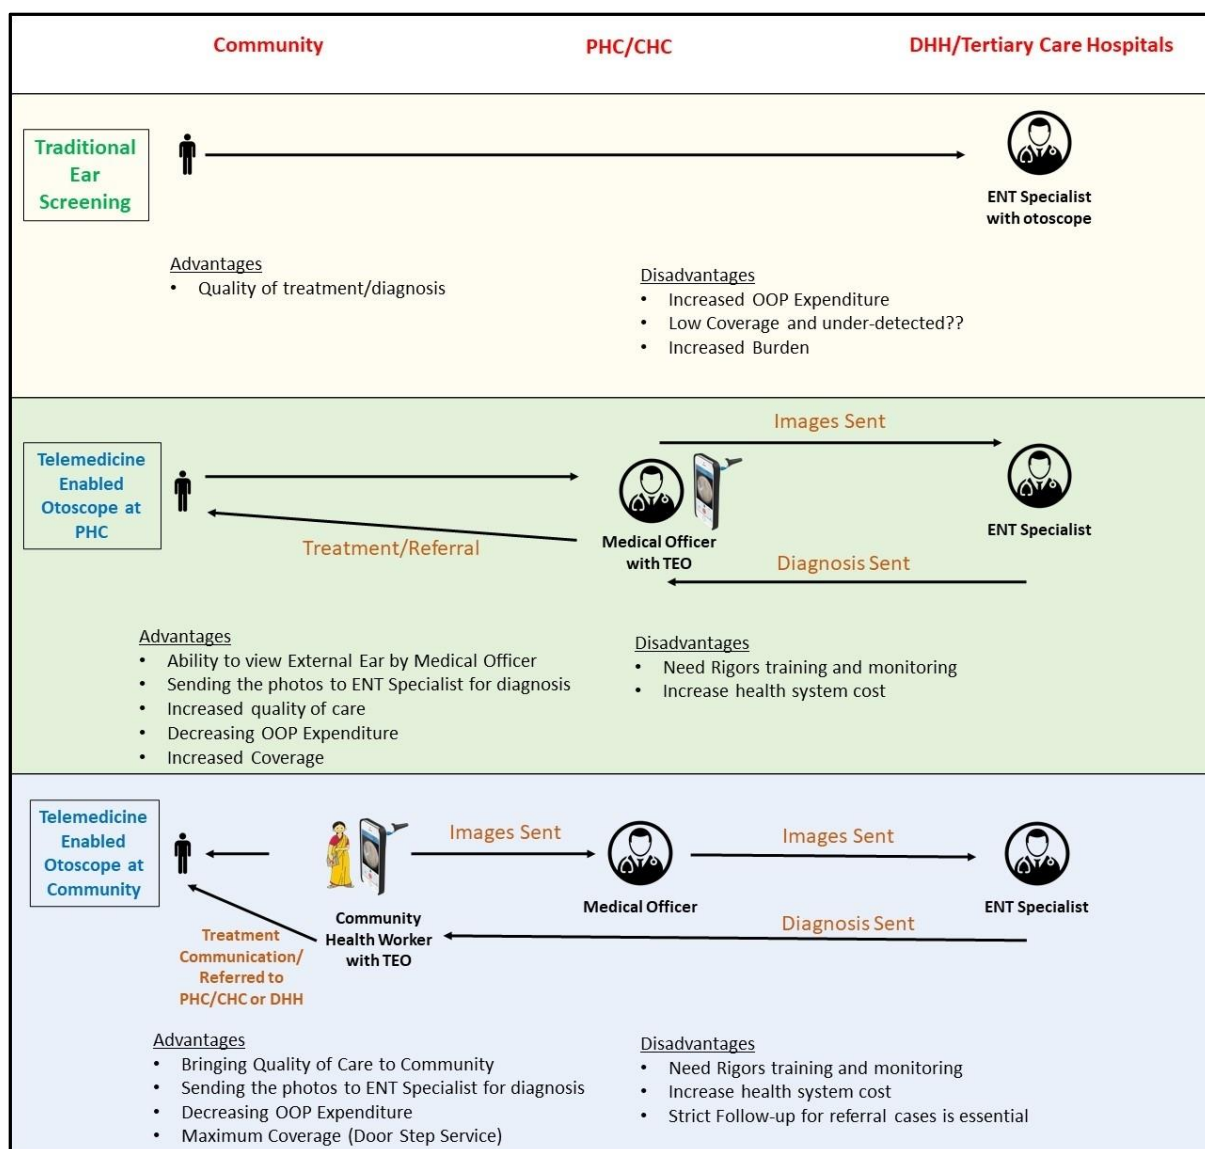 Community
PHC/CHC
DHH/Tertiary Care Hospitals
Traditional
Ear
Screening
ENT Specialist
with otoscope
Advantages
• Quality of treatment/diagnosis
Disadvantages
• Increased OOP Expenditure
• Low Coverage and under-detected??
• Increased Burden
Telemedicine
Enabled
Otoscope at
PHC
Images Sent
Treatment/Referral
Medical Officer
with TEO
ENT Specialist
Diagnosis Sent
Advantages
• Ability to view External Ear by Medical Officer
• Sending the photos to ENT Specialist for diagnosis
• Increased quality of care
• Decreasing OOP Expenditure
• Increased Coverage
Disadvantages
• Need Rigors training and monitoring
• Increase health system cost
Telemedicine
Enabled
Otoscope at
Community
Images Sent
Images Sent
Community
Health Worker
with TEO
Medical Officer
ENT Specialist
Diagnosis Sent
Treatment
Communication/
Referred to
PHC/CHC or DHH
Advantages
• Bringing Quality of Care to Community
• Sending the photos to ENT Specialist for diagnosis
• Decreasing OOP Expenditure
• Maximum Coverage (Door Step Service)
Disadvantages
• Need Rigors training and monitoring
• Increase health system cost
• Strict Follow-up for referral cases is essential